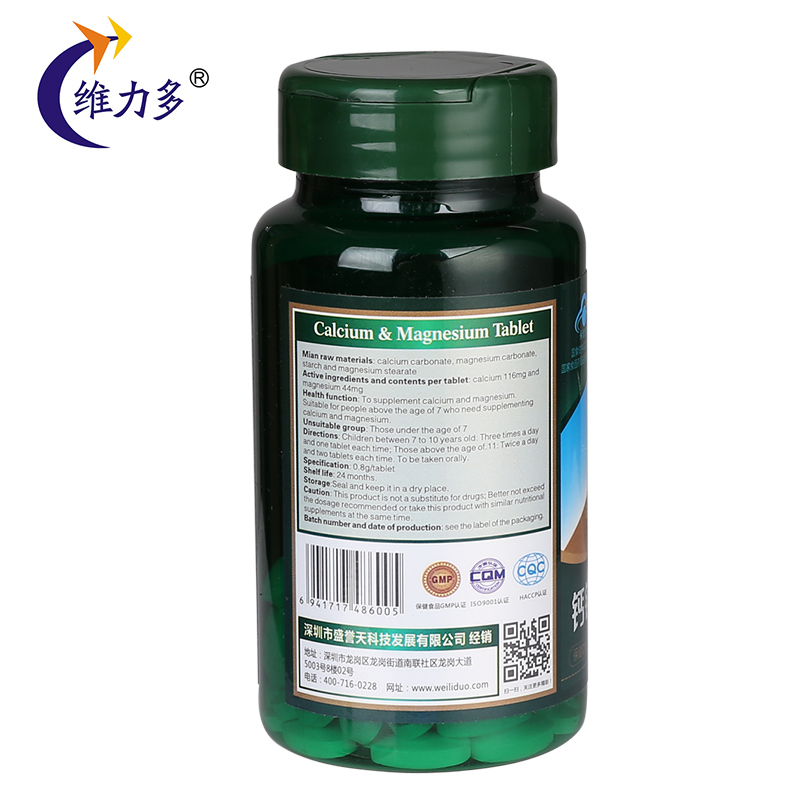 维力多®
Calcium & Magnesium Tablet
Mian raw materials: calcium carbonate, magnesium carbonate,
starch and magnesium stearate
Active ingredients and contents per tablet: calcium 116mg and
magnesium 44mg
Health function: To supplement calcium and magnesium.
Suitable for people above the age of 7 who need supplementing
calcium and magnesium.
Unsuitable group: Those under the age of 7
Directions: Children between 7 to 10 years old: Three times a day
and one tablet each time; Those above the age of.11: Twice a day
and two tablets each time. To be taken orally.
Specification: 0.8g/tablet
Shelf life: 24 months.
Storage:Seal and keep it in a dry place.
Caution: This product is not a substitute for drugs; Better not exceed
the dosage recommended or take this product with similar nutritional
supplements at the same time.
Batch number and date of production: see the label of the packaging.
6 941717 486005
GMP
保健食品GMP认证
CQM
ISO9001认证
CQC
HACCP认证
深圳市盛誉天科技发展有限公司 经销
地址：深圳市龙岗区龙岗街道南联社区龙岗大道
5003号8楼02号
电话：400-716-0228 网址：www.weiliduo.com
扫一扫，关注更多精彩
钙